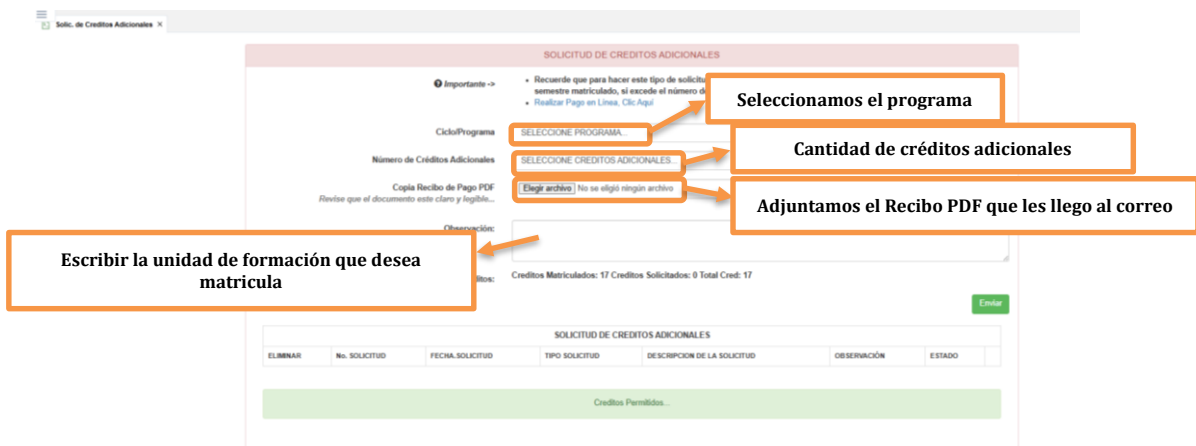 Solic. de Creditos Adicionales ×
SOLICITUD DE CREDITOS ADICIONALES
Importante ->
Recuerde que para hacer este tipo de solicitu
semestre matriculado, si excede el número d
Realizar Pago en Línea, Clic Aquí
Seleccionamos el programa
Ciclo/Programa
SELECCIONE PROGRAMA...
Cantidad de créditos adicionales
Número de Créditos Adicionales
SELECCIONE CREDITOS ADICIONALES...
Copia Recibo de Pago PDF
Elegir archivo No se eligió ningún archivo
Revise que el documento este claro y legible...
Adjuntamos el Recibo PDF que les llego al correo
Observación:
Escribir la unidad de formación que desea
matricula
Creditos Matriculados: 17 Creditos Solicitados: 0 Total Cred: 17
Enviar
SOLICITUD DE CREDITOS ADICIONALES
ELIMINAR No. SOLICITUD FECHA.SOLICITUD TIPO SOLICITUD DESCRIPCION DE LA SOLICITUD OBSERVACIÓN ESTADO
Creditos Permitidos...